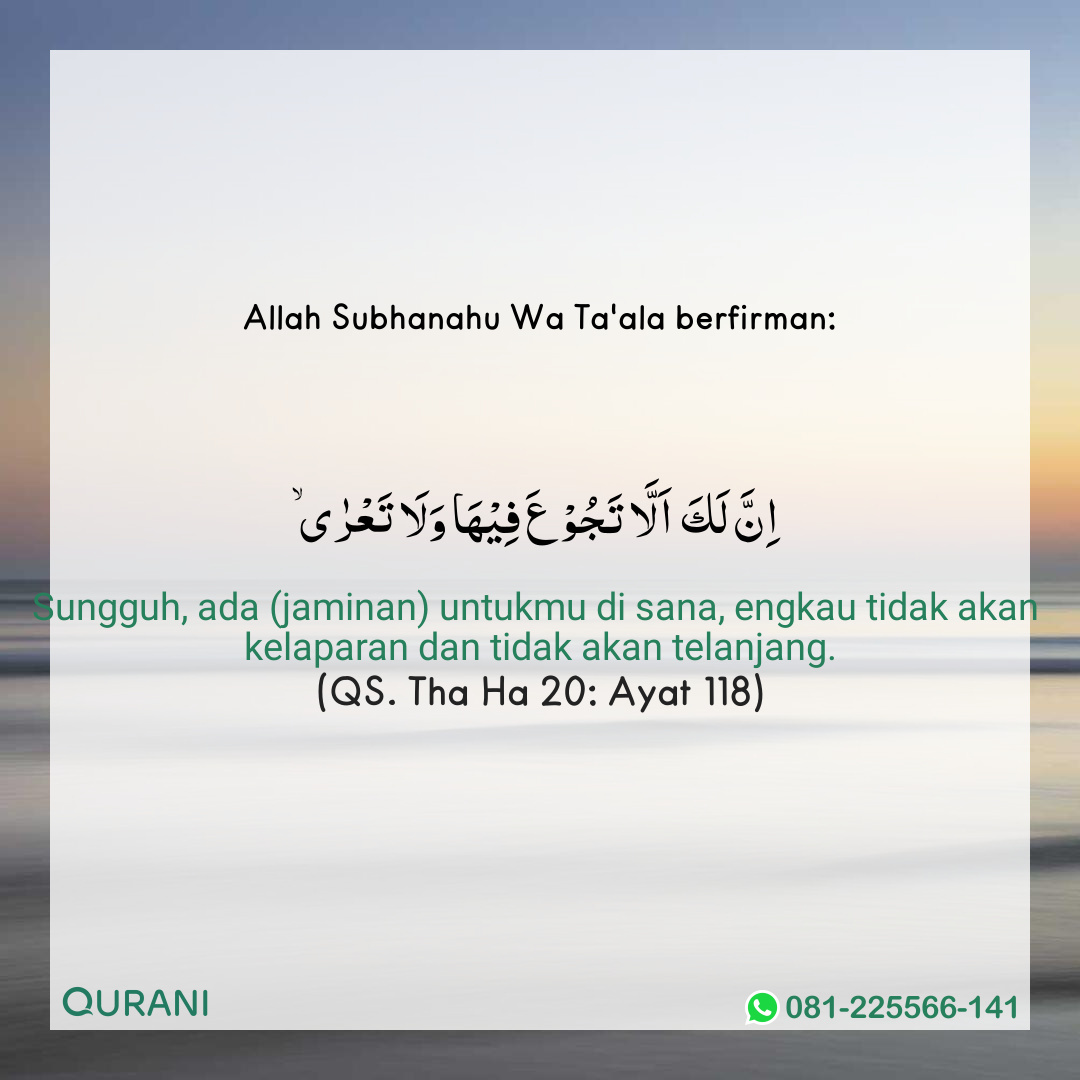 Allah Subhanahu Wa Ta'ala berfirman:
اِنَّ لَكَ اَلَّا تَجُوْعَ فِيْهَا وَلَا تَعْرٰىۙ
Sungguh, ada (jaminan) untukmu di sana, engkau tidak akan
kelaparan dan tidak akan telanjang.
(QS. Tha Ha 20: Ayat 118)
QURANI
081-225566-141